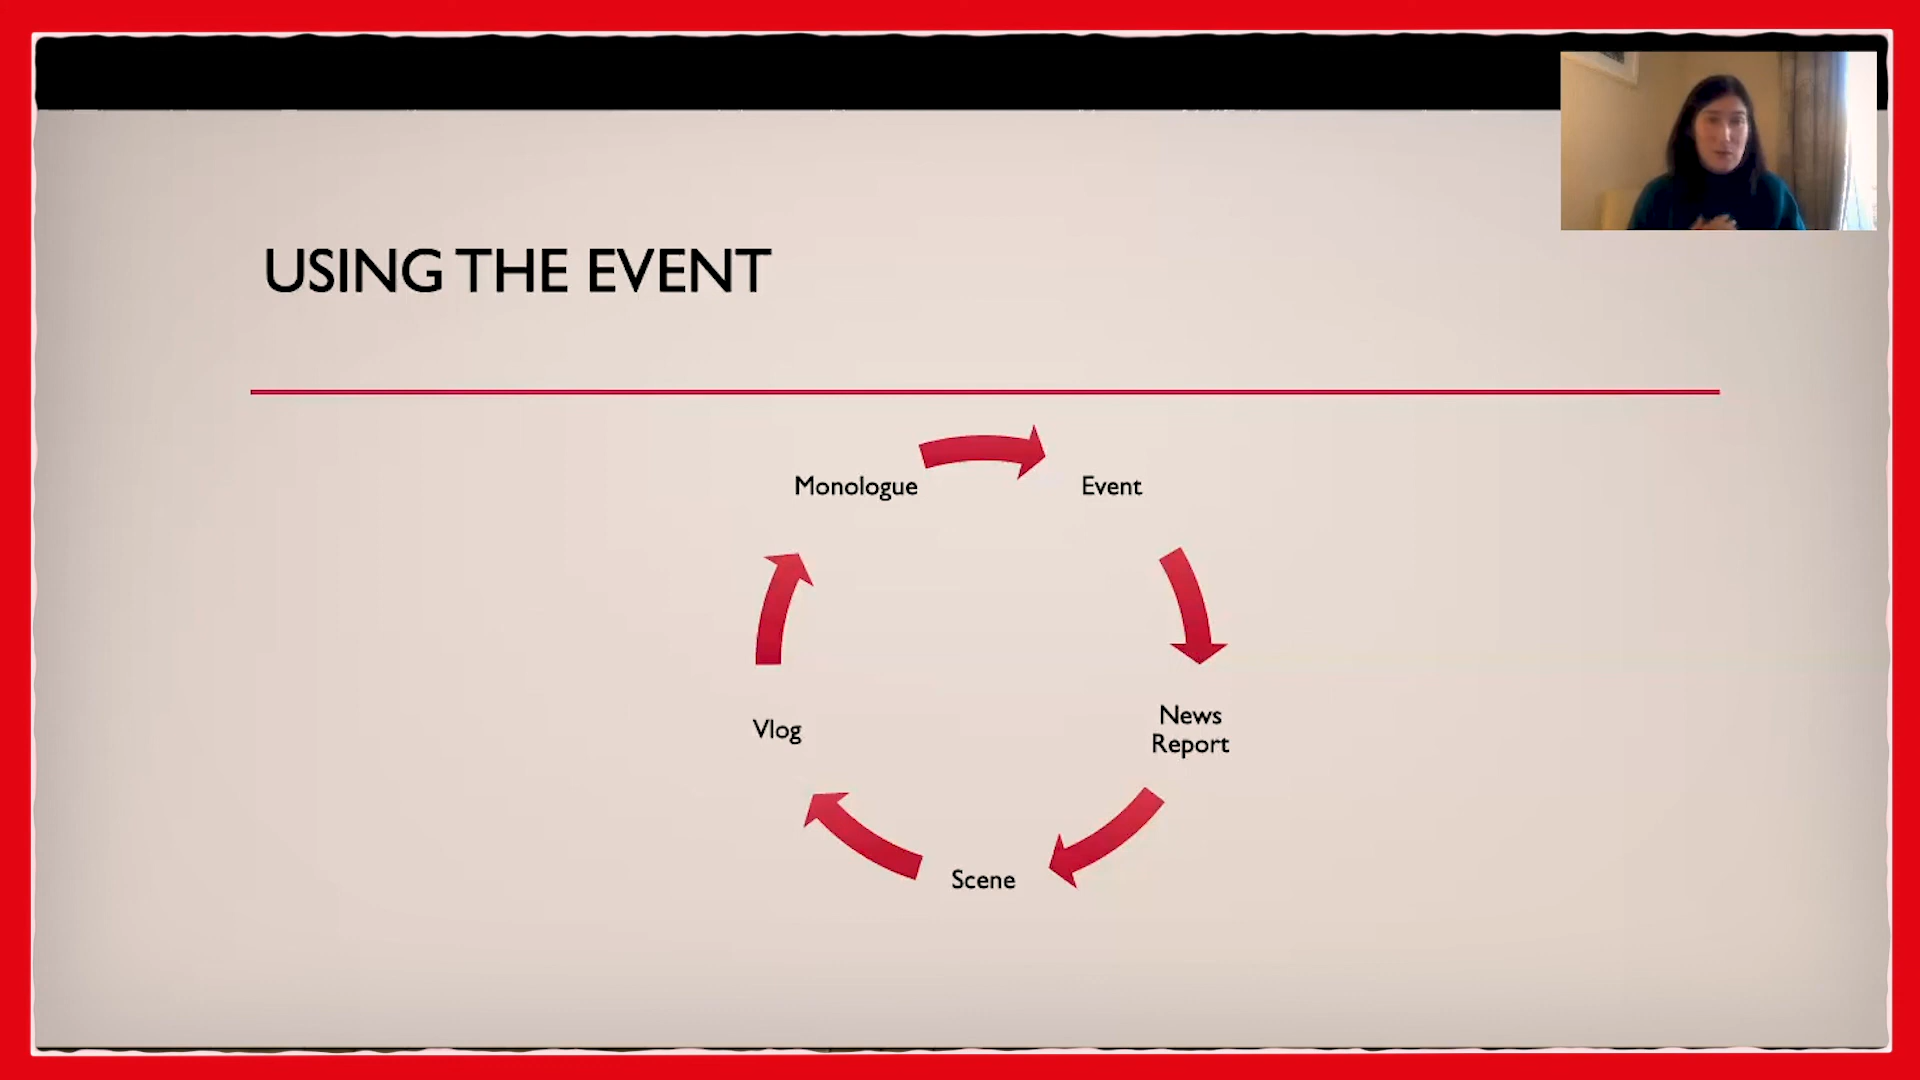 USING THE EVENT
Monologue
Event
News
Report
Scene
Vlog